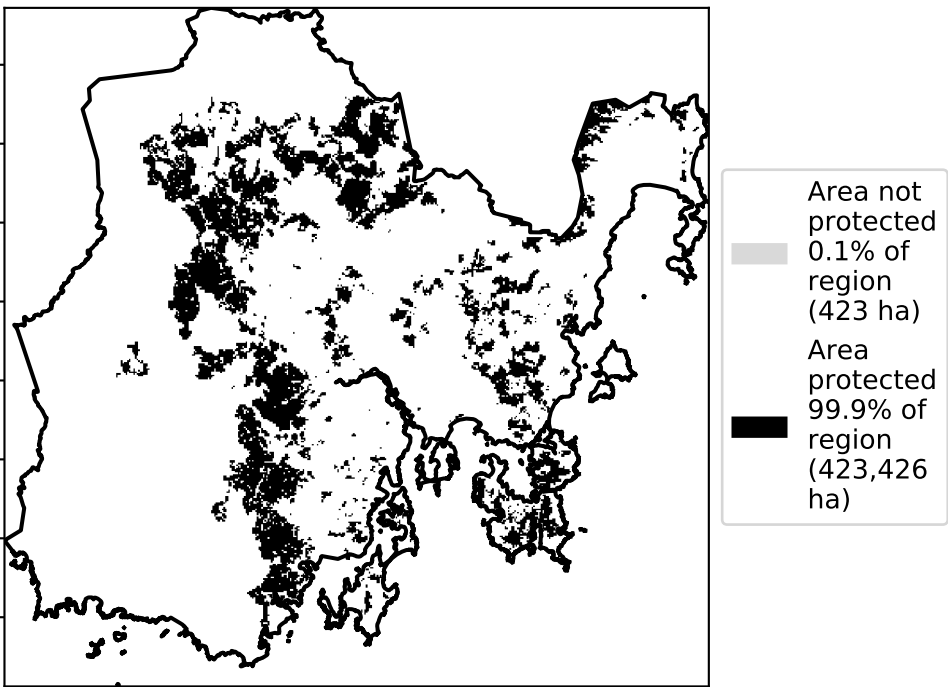 Area not
protected
0.1% of
region
(423 ha)
Area
protected
99.9% of
region
(423,426
ha)